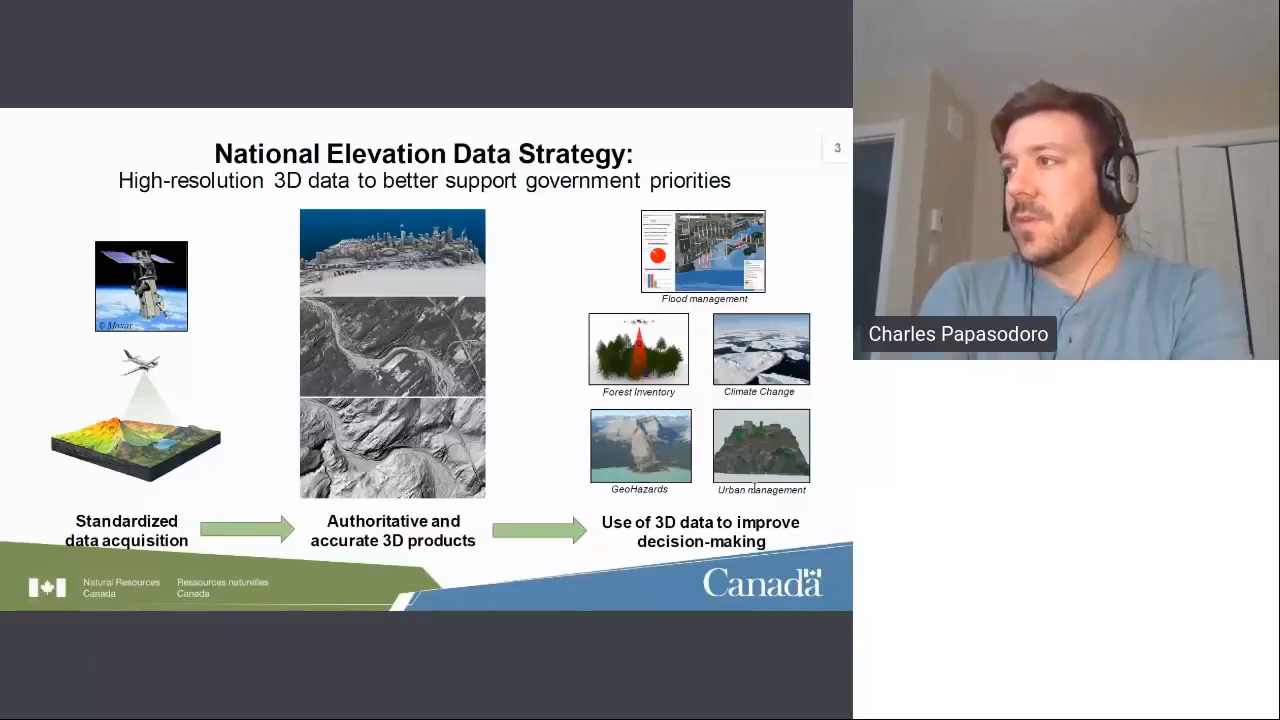 National Elevation Data Strategy:
High-resolution 3D data to better support government priorities
3
© Maxar
Flood management
Forest Inventory
Climate Change
GeoHazards
Urban management
Standardized
data acquisition
Authoritative and
accurate 3D products
Use of 3D data to improve
decision-making
Natural Resources
Canada
Ressources naturelles
Canada
Canada
Charles Papasodoro